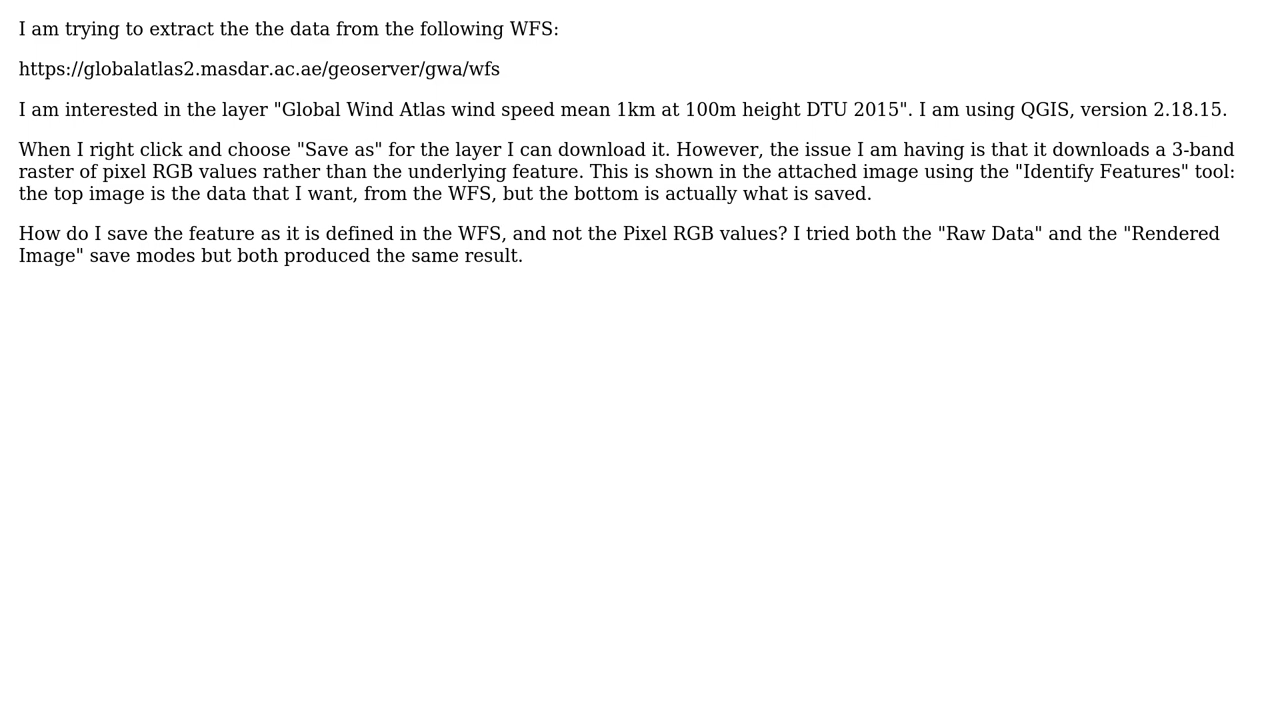 I am trying to extract the the data from the following WFS:
https://globalatlas2.masdar.ac.ae/geoserver/gwa/wfs
I am interested in the layer "Global Wind Atlas wind speed mean 1km at 100m height DTU 2015". I am using QGIS, version 2.18.15.
When I right click and choose "Save as" for the layer I can download it. However, the issue I am having is that it downloads a 3-band
raster of pixel RGB values rather than the underlying feature. This is shown in the attached image using the "Identify Features" tool:
the top image is the data that I want, from the WFS, but the bottom is actually what is saved.
How do I save the feature as it is defined in the WFS, and not the Pixel RGB values? I tried both the "Raw Data" and the "Rendered
Image" save modes but both produced the same result.